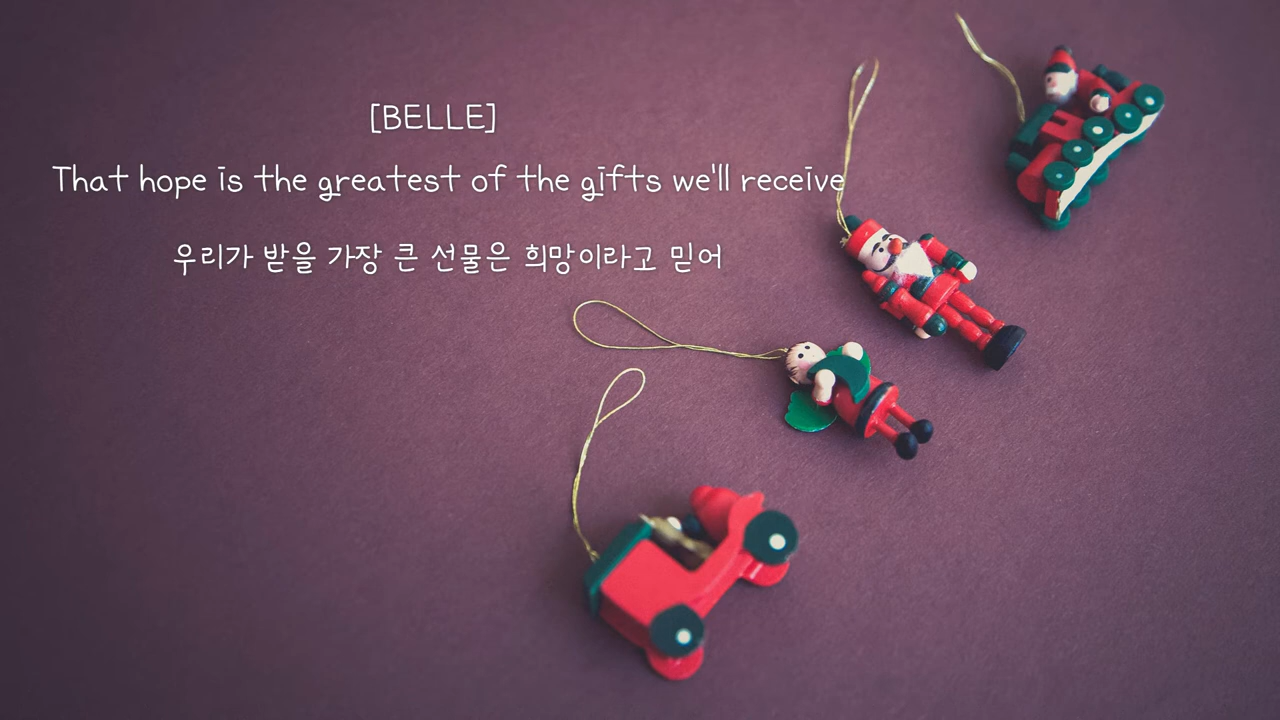 [BELLE]
That hope is the greatest of the gifts we'll receive
우리가 받을 가장 큰 선물은 희망이라고 믿어